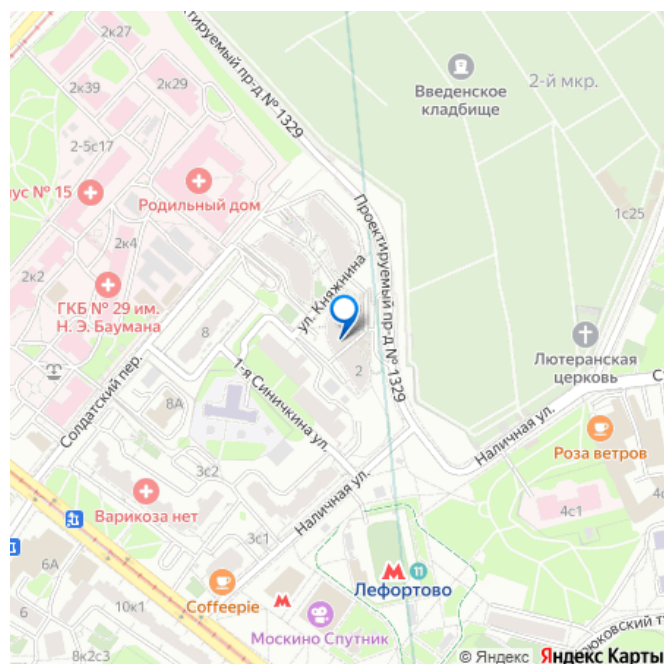 2к27
2к39
2к29
Проектируемый пр-д № 1329
Введенское
кладбище
2-й мкр.
2-5с17
ус № 15
Родильный дом
1с25
Проектируемый пр-д № 1329
2к4
2к2
ул. Княжнина
ГКБ № 29 им.
Н. Э. Баумана
8
Лютеранская
церковь
2
1-я Синичкина ул.
Солдатский пер.
8А
Наличная ул.
Роза ветров
3с2
Варикоза нет
4с1
Наличная ул.
3с1
6А
11
Лефортово
10к1
Coffeepie
Москино Спутник
8к2с3
© Яндекс Яндекс Карты